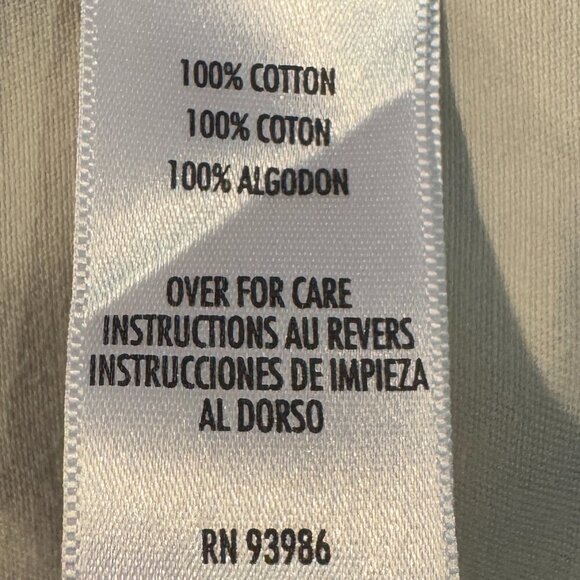 100% COTTON
100% COTON
100% ALGODON
OVER FOR CARE
INSTRUCTIONS AU REVERS
INSTRUCCIONES DE IMPIEZA
AL DORSO
RN 93986